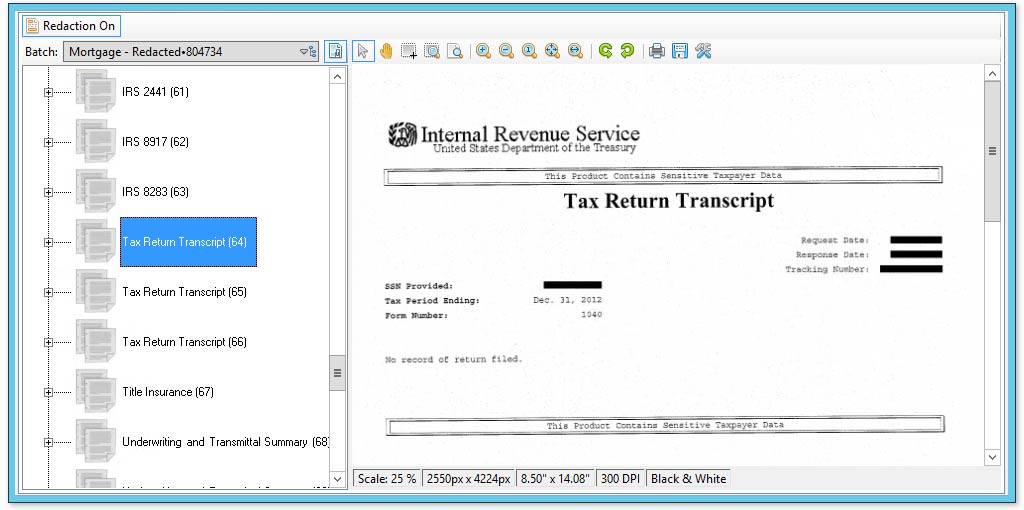 Redaction On
Batch: Mortgage - Redacted•804734
IRS 2441 (61)
IRS 8917 (62)
IRS 8283 (63)
Tax Return Transcript (64)
Tax Return Transcript (65)
Tax Return Transcript (66)
Title Insurance (67)
Underwriting and Transmittal Summary (68)
Internal Revenue Service
United States Department of the Treasury
This Product Contains Sensitive Taxpayer Data
Tax Return Transcript
Request Date:
Response Date:
Tracking Number:
SSN Provided:
Tax Period Ending: Dec. 31, 2012
Form Number: 1040
No record of return filed.
This Product Contains Sensitive Taxpayer Data
Scale: 25 % 2550px x 4224px 8.50" x 14.08" 300 DPI Black & White